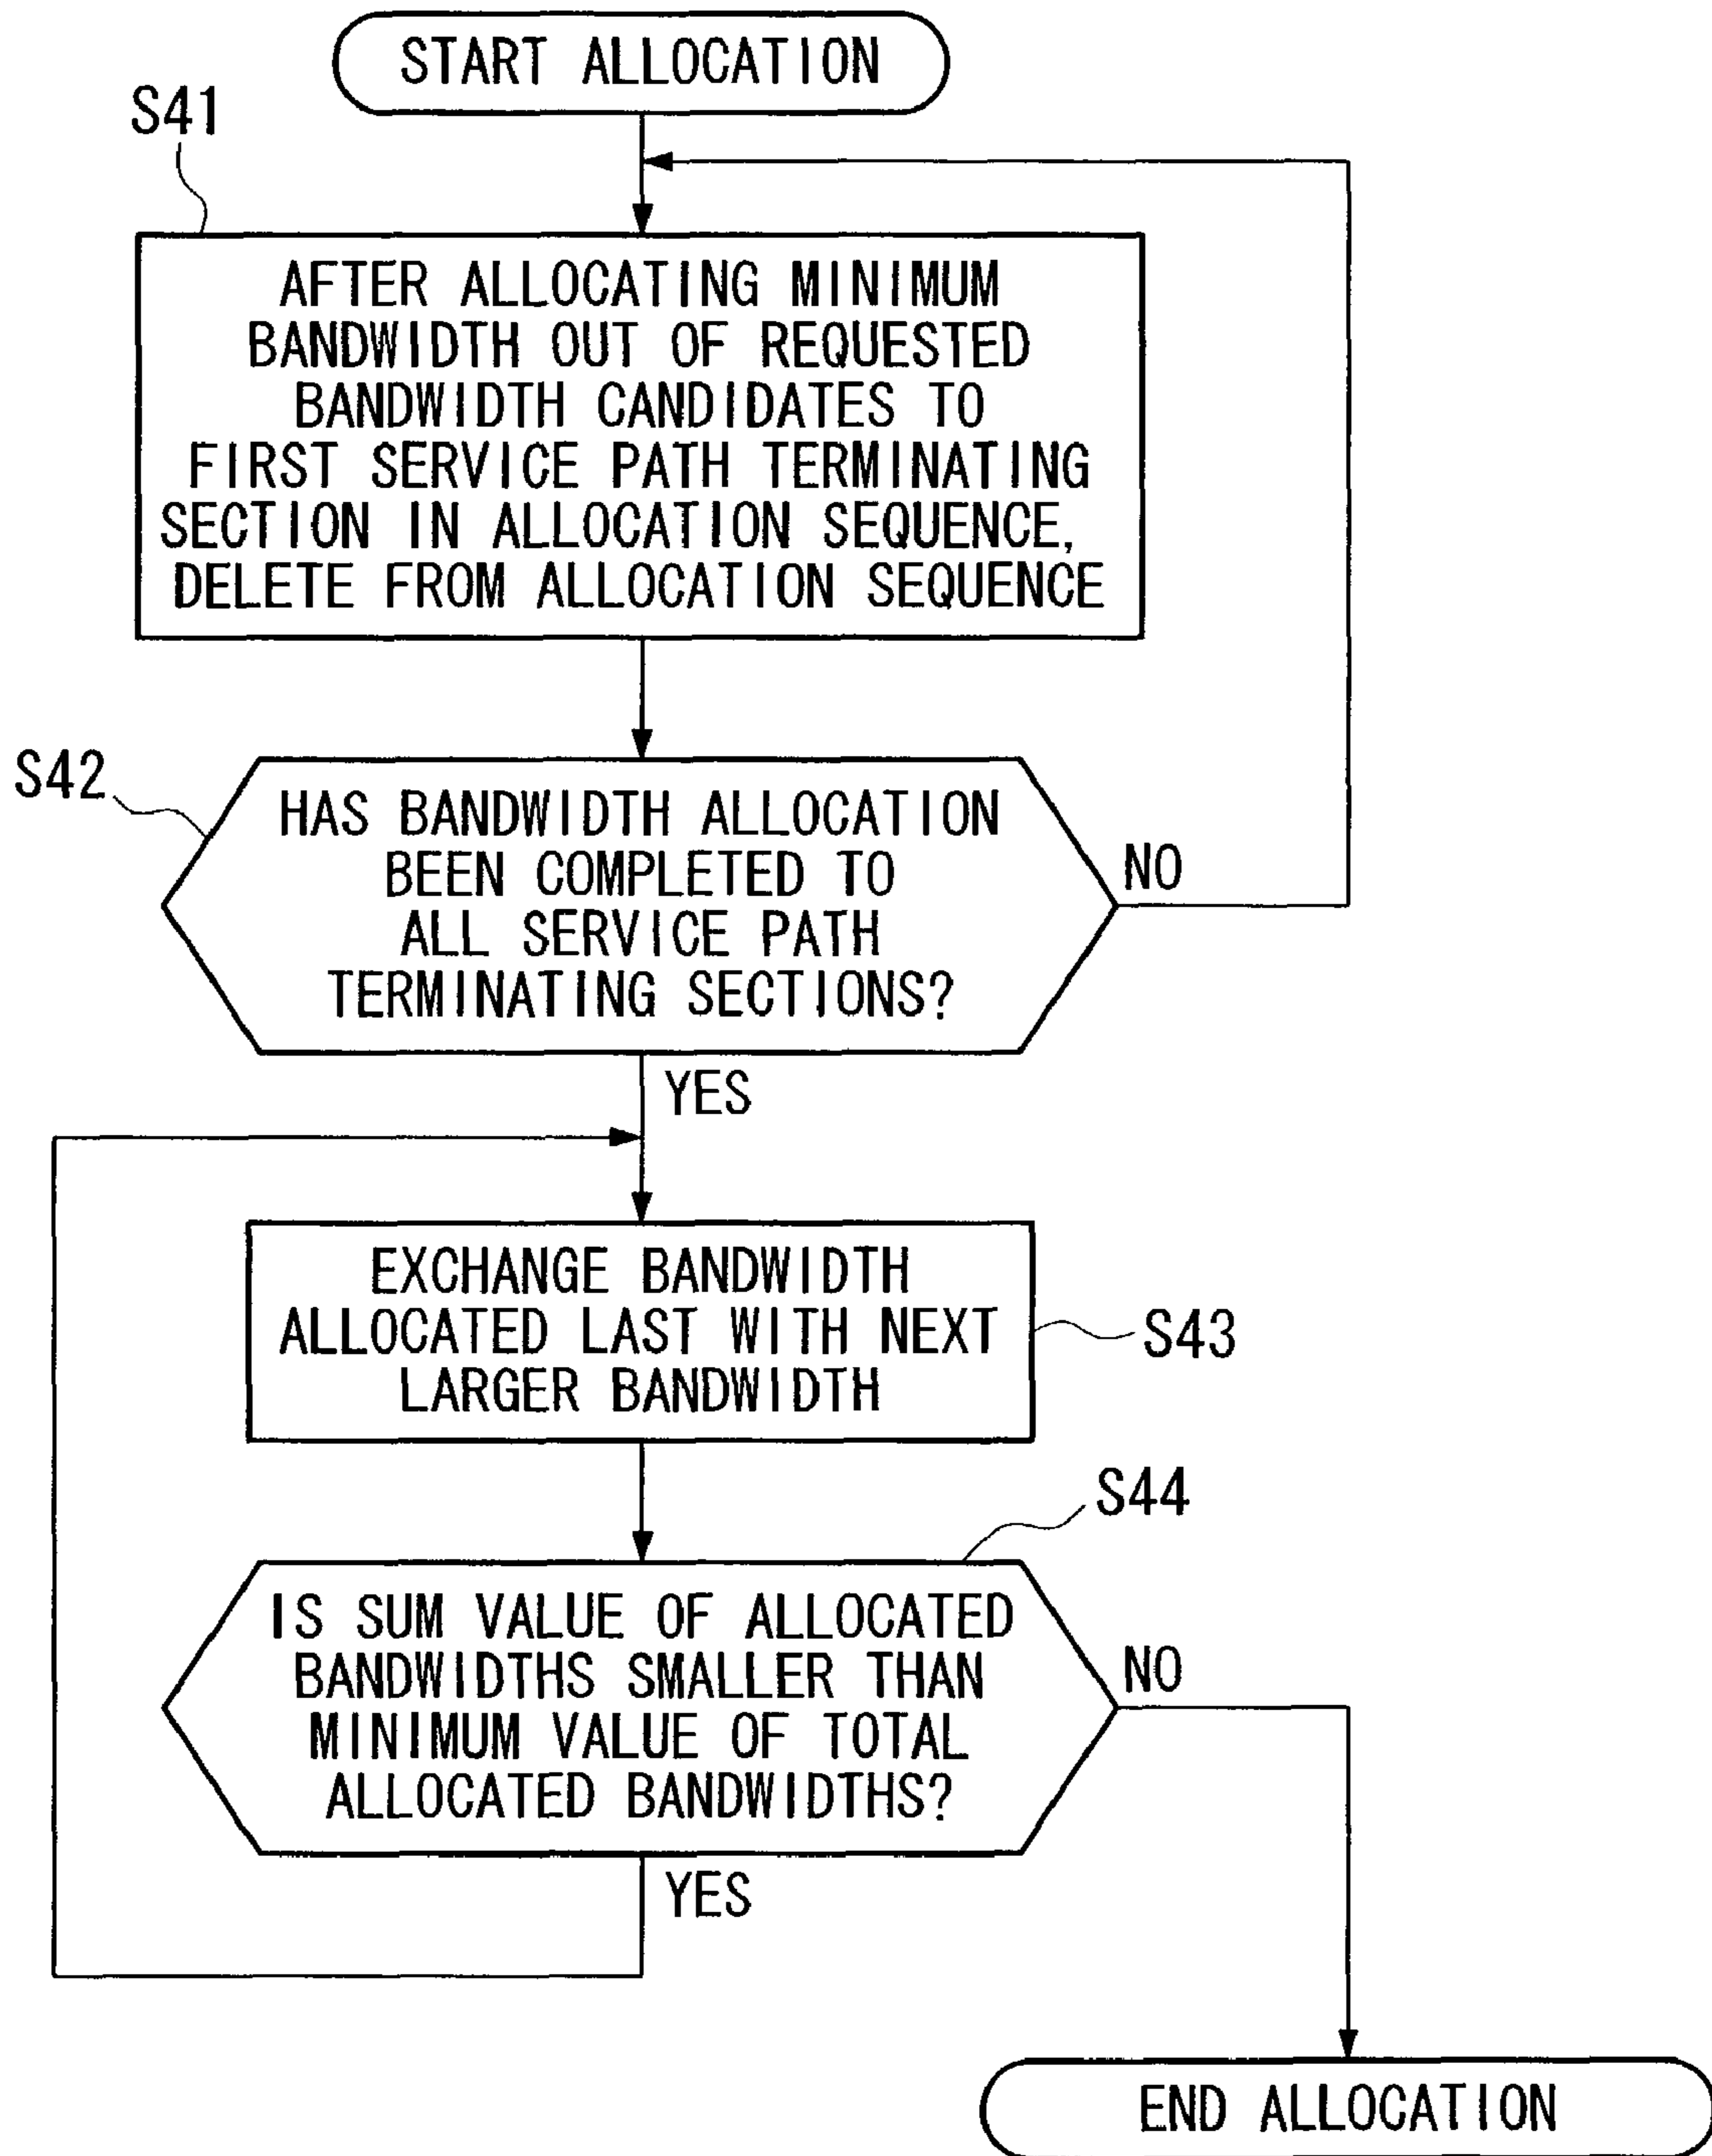 START ALLOCATION
S41
AFTER ALLOCATING MINIMUM
BANDWIDTH OUT OF REQUESTED
BANDWIDTH CANDIDATES TO
FIRST SERVICE PATH TERMINATING
SECTION IN ALLOCATION SEQUENCE,
DELETE FROM ALLOCATION SEQUENCE
S42
HAS BANDWIDTH ALLOCATION
BEEN COMPLETED TO
ALL SERVICE PATH
TERMINATING SECTIONS?
NO
YES
EXCHANGE BANDWIDTH
ALLOCATED LAST WITH NEXT
LARGER BANDWIDTH
S43
S44
IS SUM VALUE OF ALLOCATED
BANDWIDTHS SMALLER THAN
MINIMUM VALUE OF TOTAL
ALLOCATED BANDWIDTHS?
NO
YES
END ALLOCATION